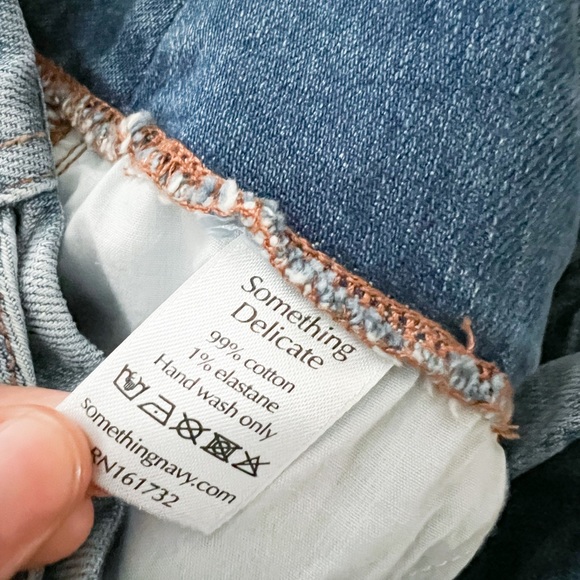 Something
Delicate
99% cotton
1% elastane
Hand wash only
somethingnavy.com
RN161732